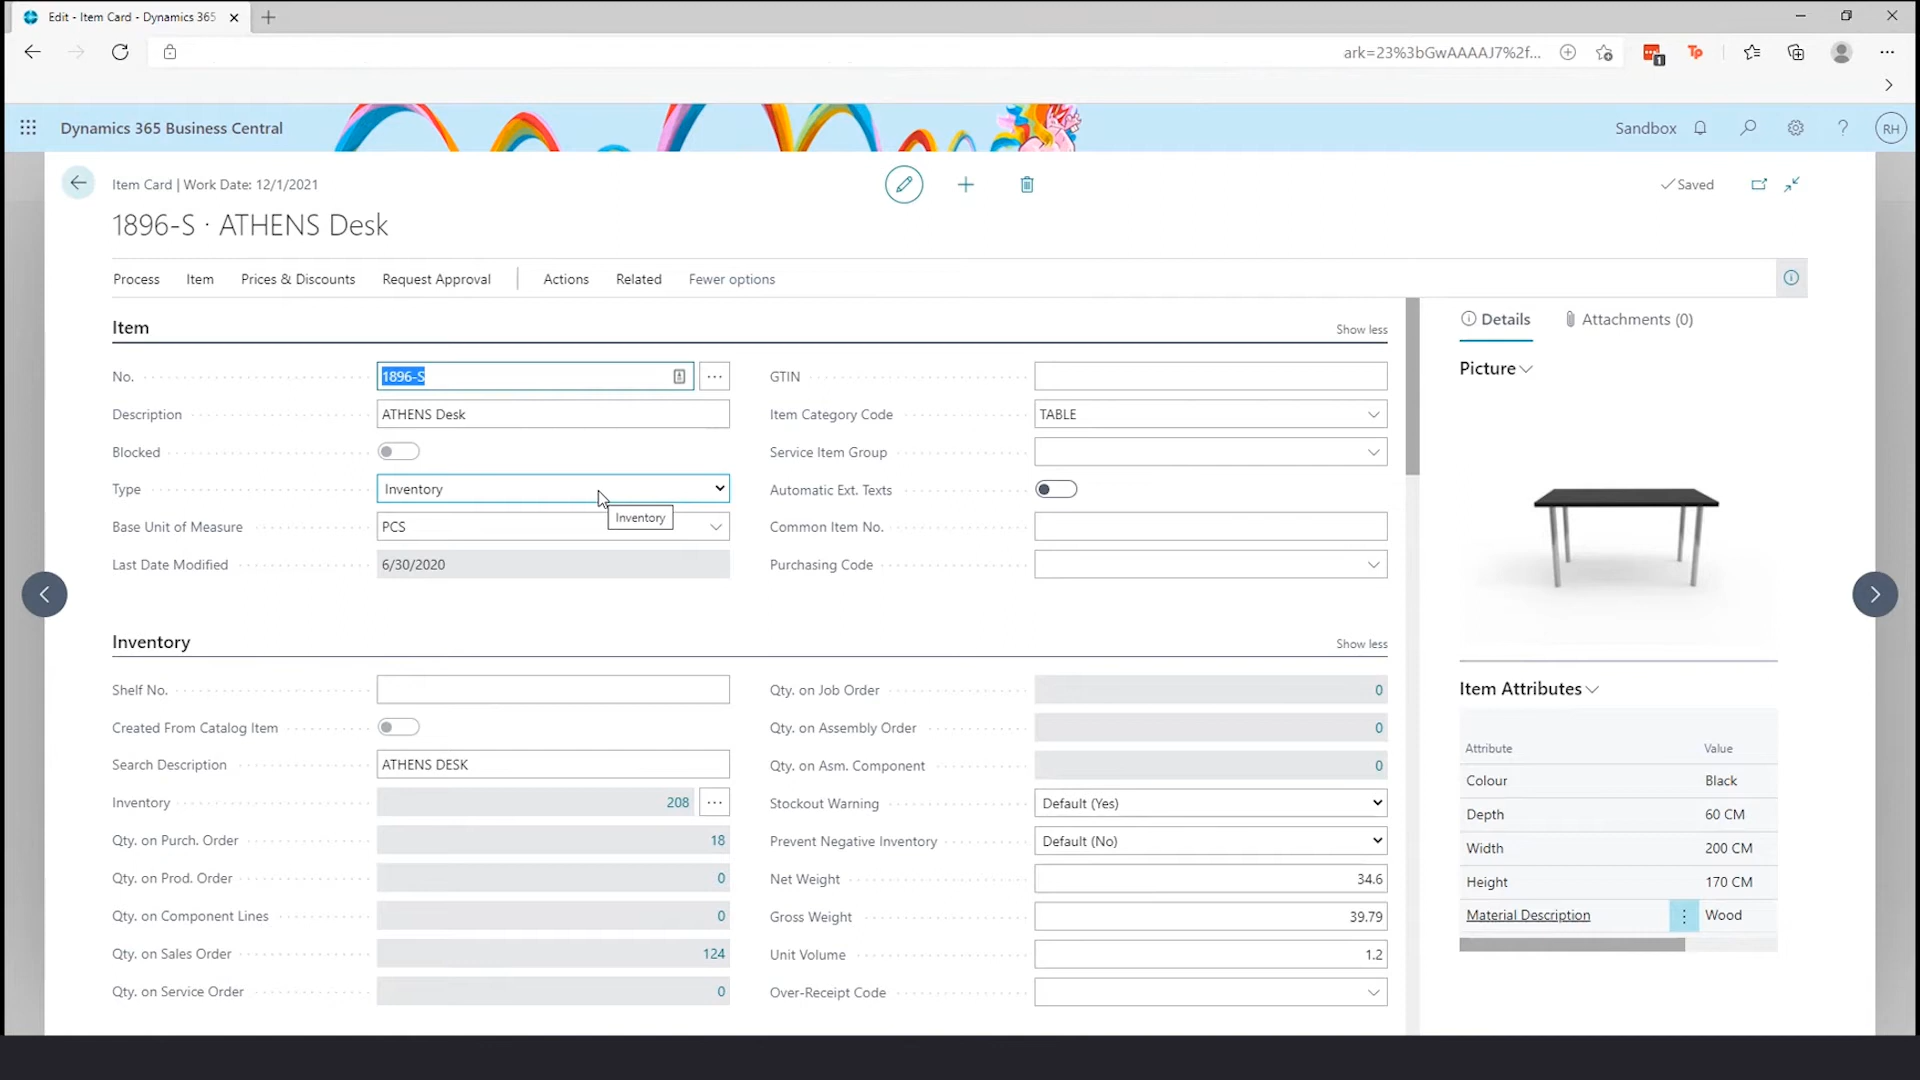 Edit - Item Card - Dynamics 365
ark=23%3bGwAAAAJ7%2f...
1
Tp
Dynamics 365 Business Central
Sandbox
RH
Item Card | Work Date: 12/1/2021
Saved
1896-S · ATHENS Desk
Process
Item
Prices & Discounts
Request Approval
Actions
Related
Fewer options
Item
Show less
No.
1896-S
Description
ATHENS Desk
Blocked
Type
Inventory
Inventory
Base Unit of Measure
PCS
Last Date Modified
6/30/2020
GTIN
Item Category Code
TABLE
Service Item Group
Automatic Ext. Texts
Common Item No.
Purchasing Code
Inventory
Show less
Shelf No.
Created From Catalog Item
Search Description
ATHENS DESK
Inventory
208
Qty. on Purch. Order
18
Qty. on Prod. Order
0
Qty. on Component Lines
0
Qty. on Sales Order
124
Qty. on Service Order
0
Qty. on Job Order
0
Qty. on Assembly Order
0
Qty. on Asm. Component
0
Stockout Warning
Default (Yes)
Prevent Negative Inventory
Default (No)
Net Weight
34.6
Gross Weight
39.79
Unit Volume
1.2
Over-Receipt Code
Details
Attachments (0)
Picture
Item Attributes
Attribute Value
Colour Black
Depth 60 CM
Width 200 CM
Height 170 CM
Material Description Wood